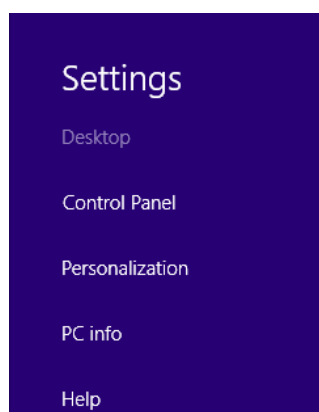 Settings
Desktop
Control Panel
Personalization
PC info
Help